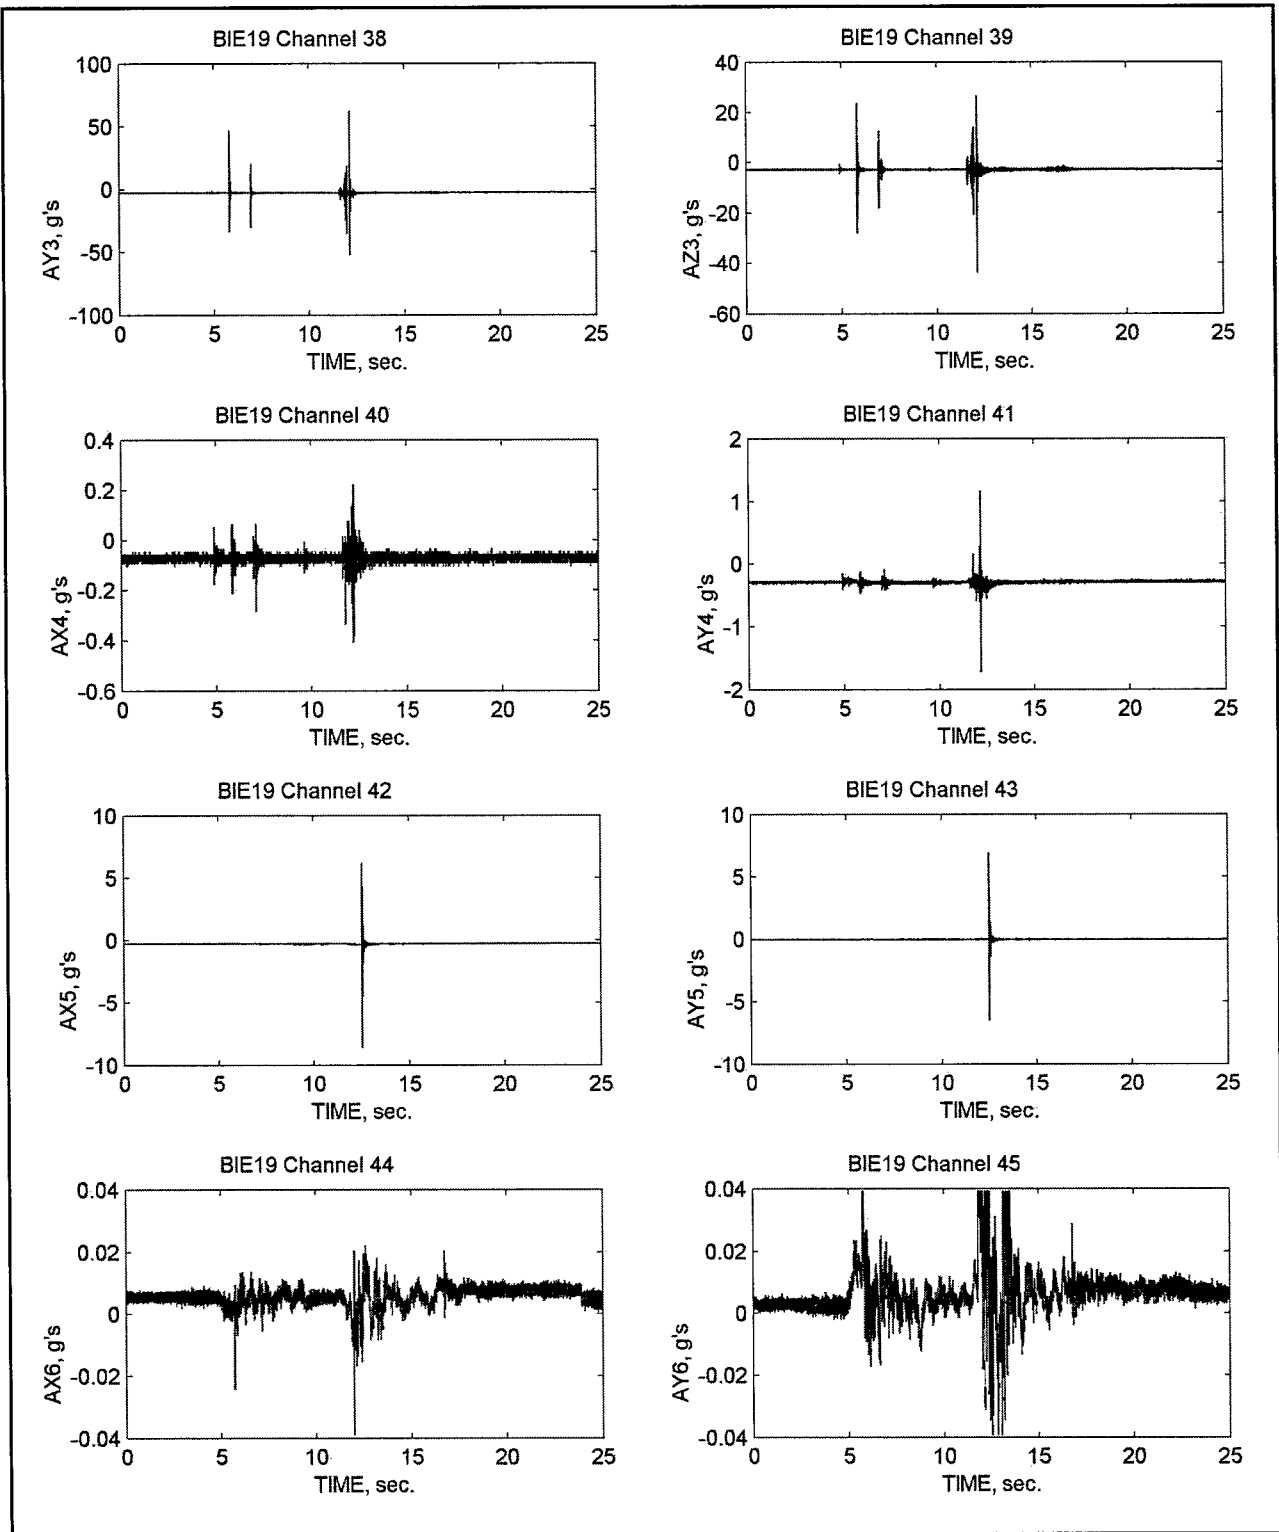 BIE19 Channel 38
100
50
0
-50
-100
AY3, g's
0 5 10 15 20 25
TIME, sec.
BIE19 Channel 39
40
20
0
-20
-40
-60
AZ3, g's
0 5 10 15 20 25
TIME, sec.
BIE19 Channel 40
0.4
0.2
0
-0.2
-0.4
-0.6
AX4, g's
0 5 10 15 20 25
TIME, sec.
BIE19 Channel 41
2
1
0
-1
-2
AY4, g's
0 5 10 15 20 25
TIME, sec.
BIE19 Channel 42
10
5
0
-5
-10
AX5, g's
0 5 10 15 20 25
TIME, sec.
BIE19 Channel 43
10
5
0
-5
-10
AY5, g's
0 5 10 15 20 25
TIME, sec.
BIE19 Channel 44
0.04
0.02
0
-0.02
-0.04
AX6, g's
0 5 10 15 20 25
TIME, sec.
BIE19 Channel 45
0.04
0.02
0
-0.02
-0.04
AY6, g's
0 5 10 15 20 25
TIME, sec.